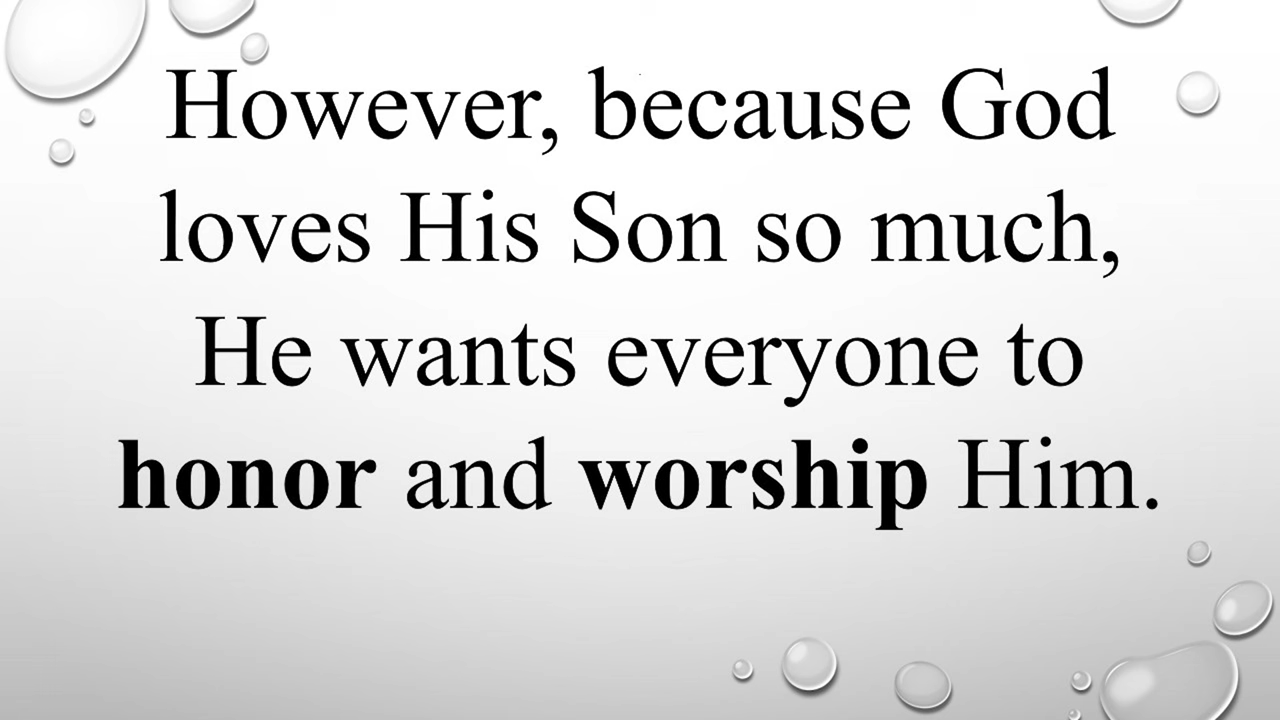 However, because God
loves His Son so much,
He wants everyone to
honor and worship Him.